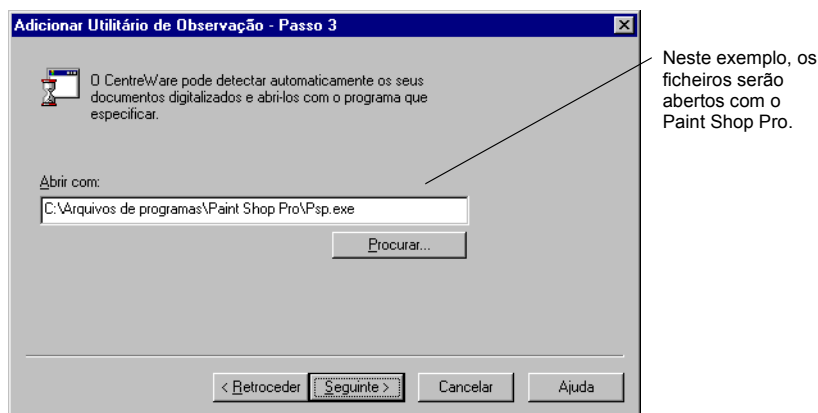 Adicionar Utilitário de Observação - Passo 3
O CentreWare pode detectar automaticamente os seus
documentos digitalizados e abri-los com o programa que
especificar.
Abrir com:
C:\Arquivos de programas\Paint Shop Pro\Psp.exe
Procurar...
< Retroceder
Seguinte >
Cancelar
Ajuda
Neste exemplo, os
ficheiros serão
abertos com o
Paint Shop Pro.